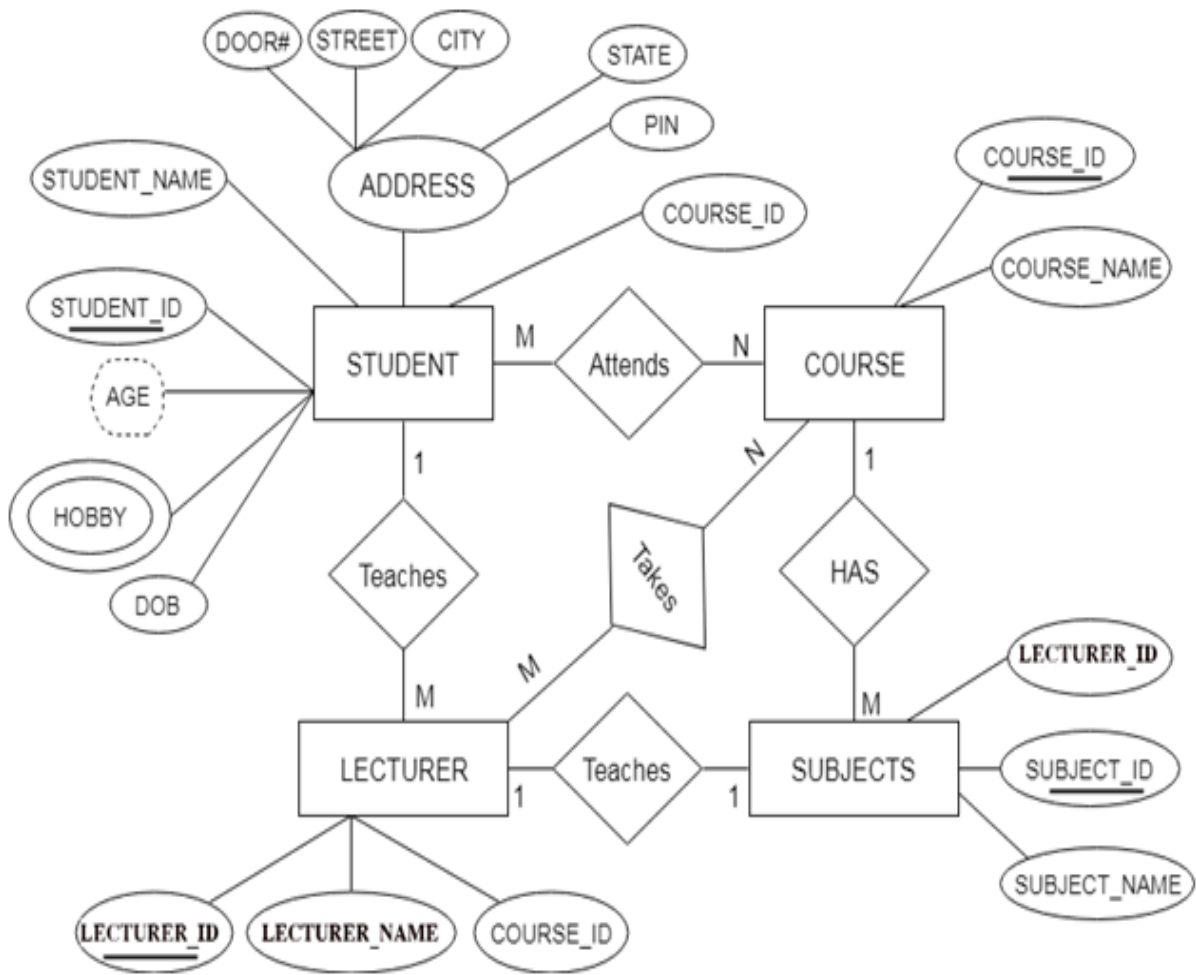 DOOR#
STREET
CITY
STATE
PIN
ADDRESS
STUDENT_NAME
COURSE_ID
COURSE_ID
COURSE_NAME
STUDENT_ID
AGE
HOBBY
DOB
STUDENT
M
Attends
N
COURSE
1
Teaches
M
N
Takes
M
1
HAS
M
LECTURER
1
Teaches
1
SUBJECTS
LECTURER_ID
SUBJECT_ID
SUBJECT_NAME
LECTURER_ID
LECTURER_NAME
COURSE_ID